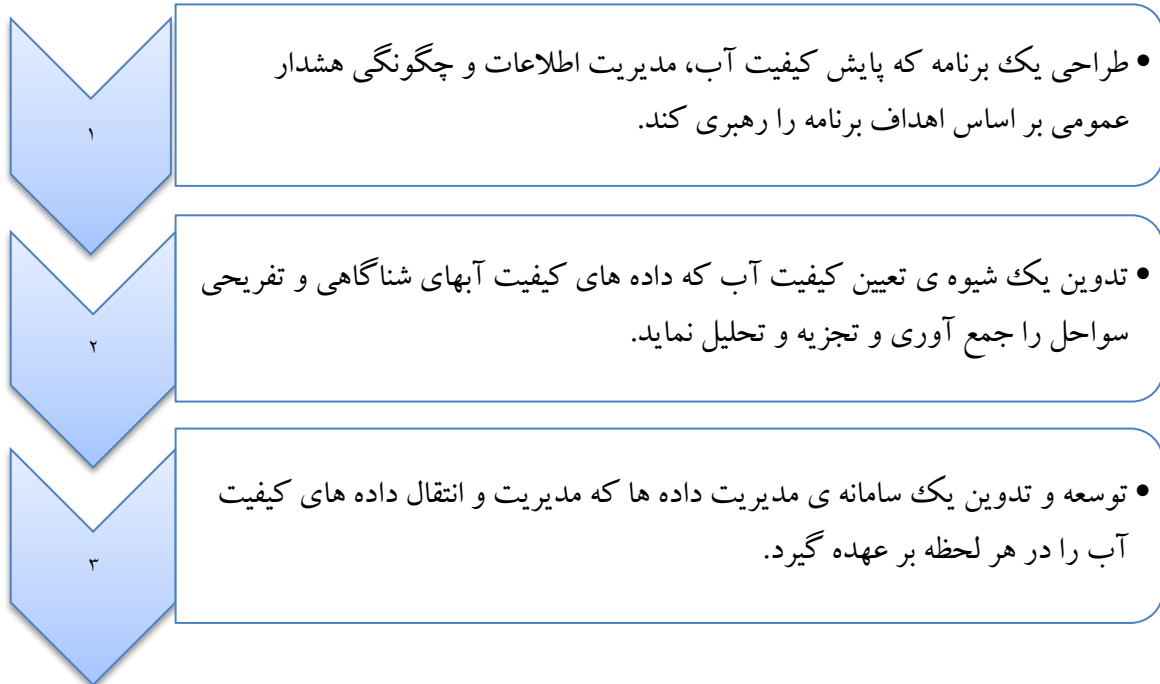 ۱
• طراحی یک برنامه که پایش کیفیت آب، مدیریت اطلاعات و چگونگی هشدار
عمومی بر اساس اهداف برنامه را رهبری کند.
۲
• تدوین یک شیوه ی تعیین کیفیت آب که داده های کیفیت آبهای شناگاهی و تفریحی
سواحل را جمع آوری و تجزیه و تحلیل نماید.
۳
• توسعه و تدوین یک سامانه ی مدیریت داده ها که مدیریت و انتقال داده های کیفیت
آب را در هر لحظه بر عهده گیرد.